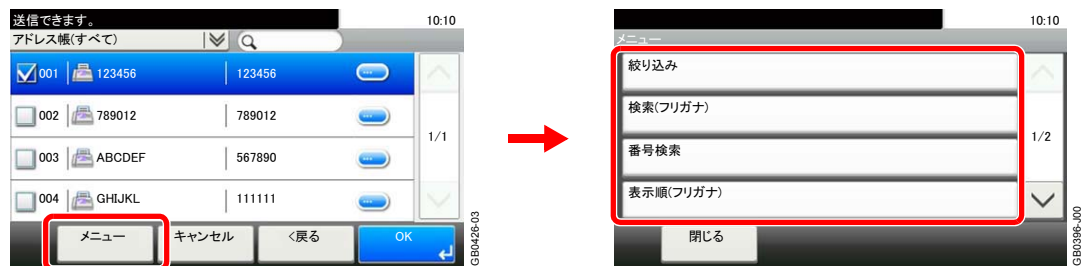 送信できます。 10:10
アドレス帳(すべて)
001 123456 123456
002 789012 789012
1/1
003 ABCDEF 567890
004 GHIJKL 111111
メニュー キャンセル <戻る OK
GB0426-03
10:10
メニュー
絞り込み
検索(フリガナ)
1/2
番号検索
表示順(フリガナ)
閉じる
GB0396-J00